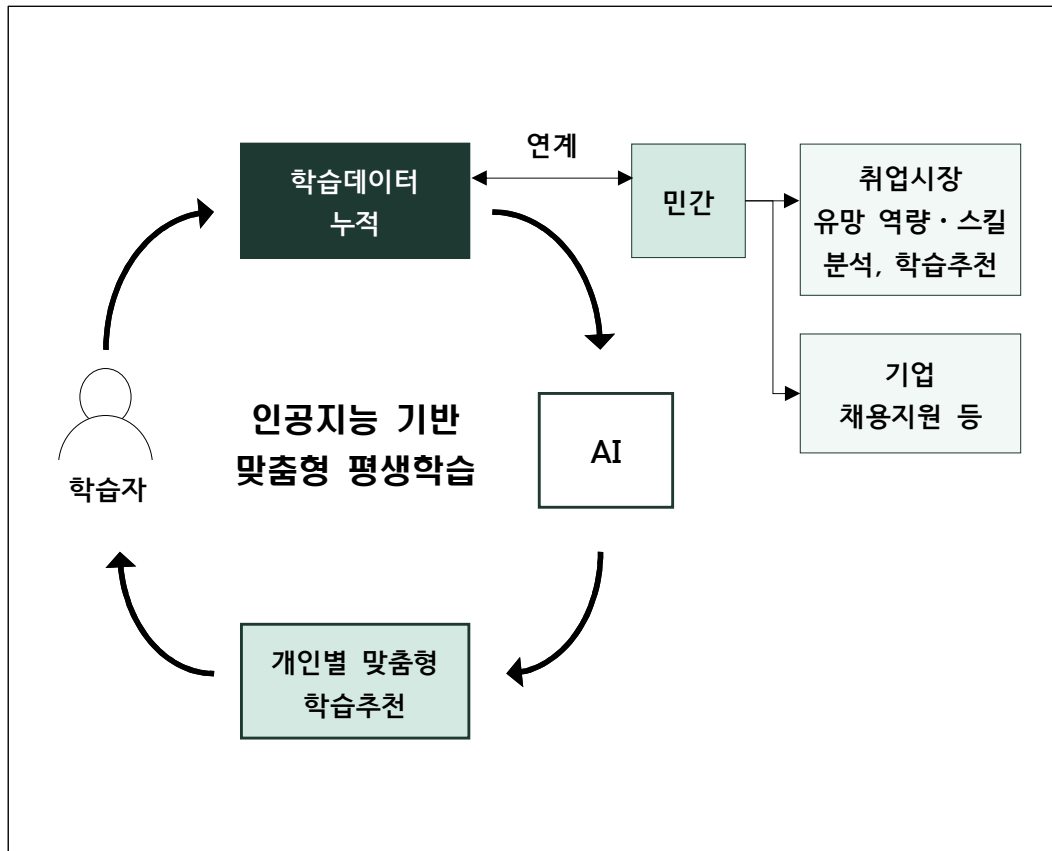 연계
학습데이터
누적
민간
취업시장
유망 역량·스킬
분석, 학습추천
기업
채용지원 등
인공지능 기반
맞춤형 평생학습
AI
학습자
개인별 맞춤형
학습추천